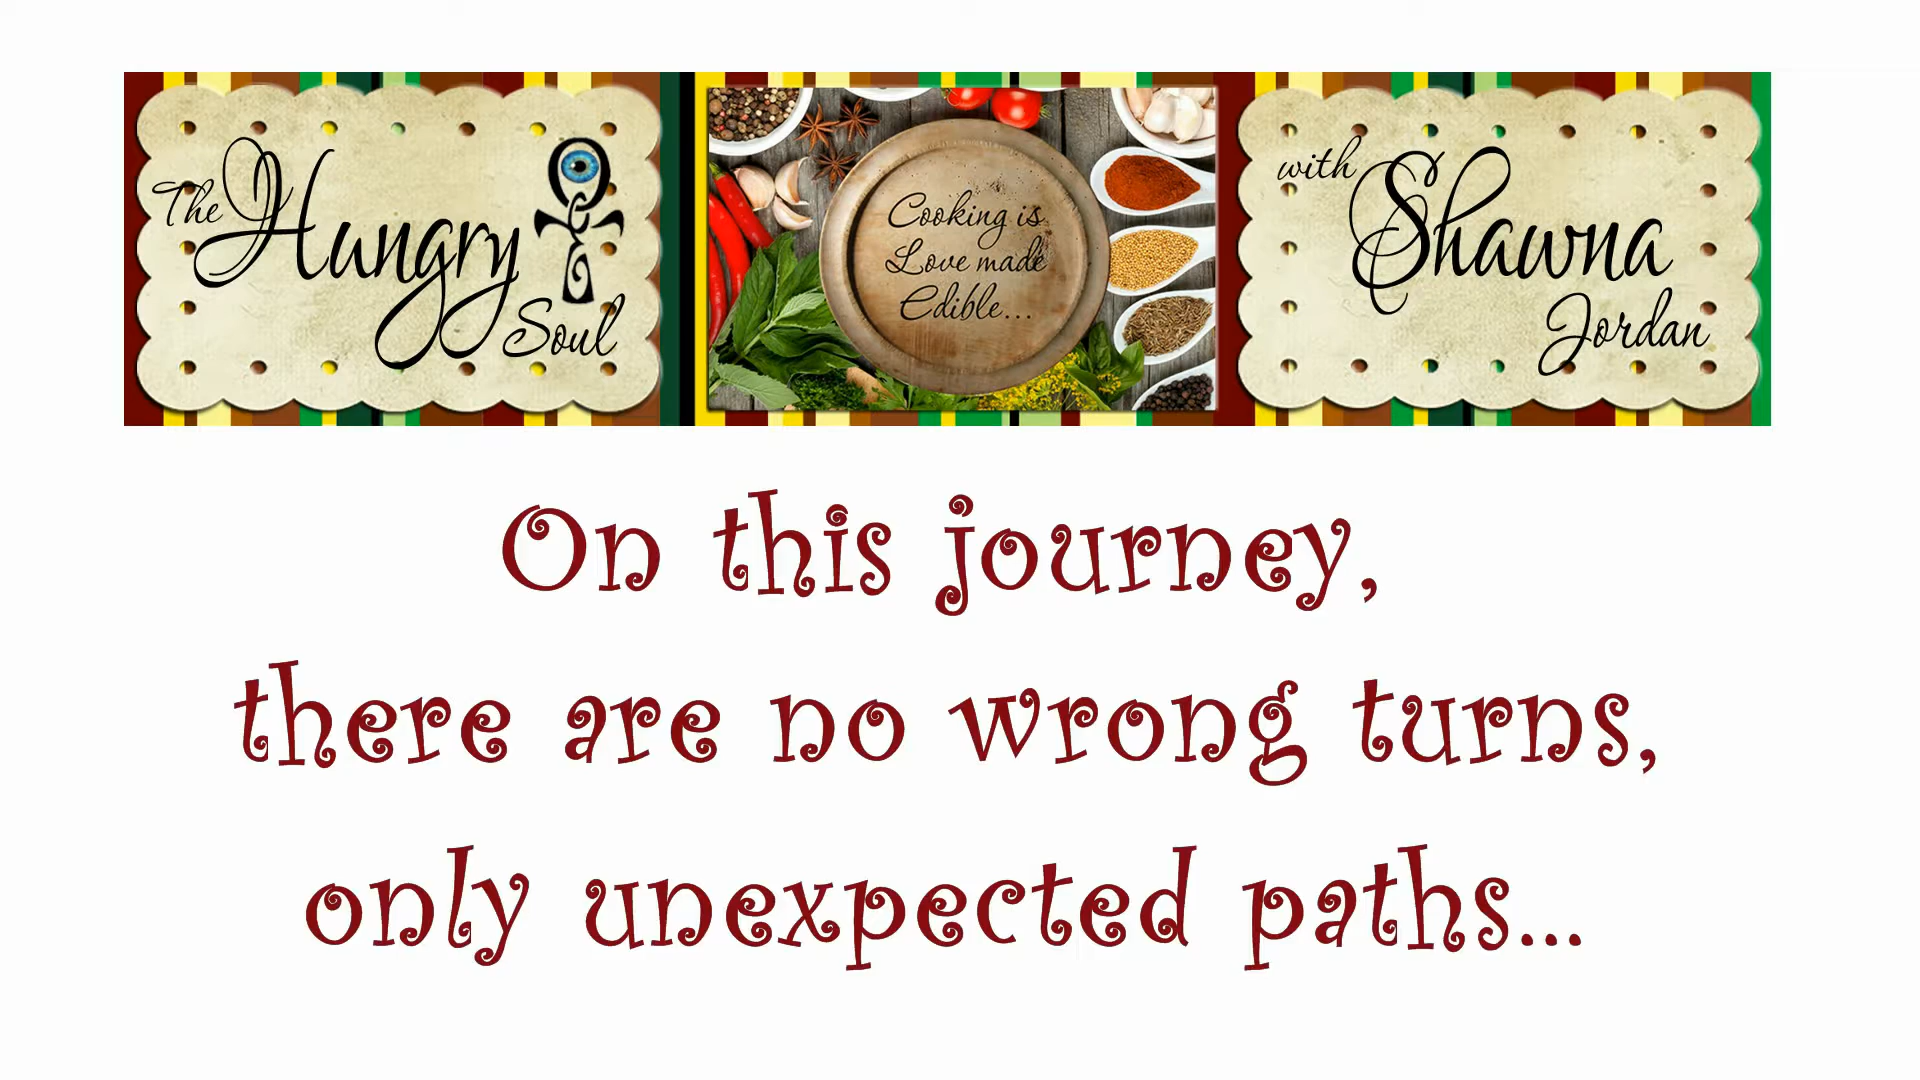 The Hungry
Soul
Cooking is
Love made
Edible...
with Shawna
Jordan
On this journey,
there are no wrong turns,
only unexpected paths...